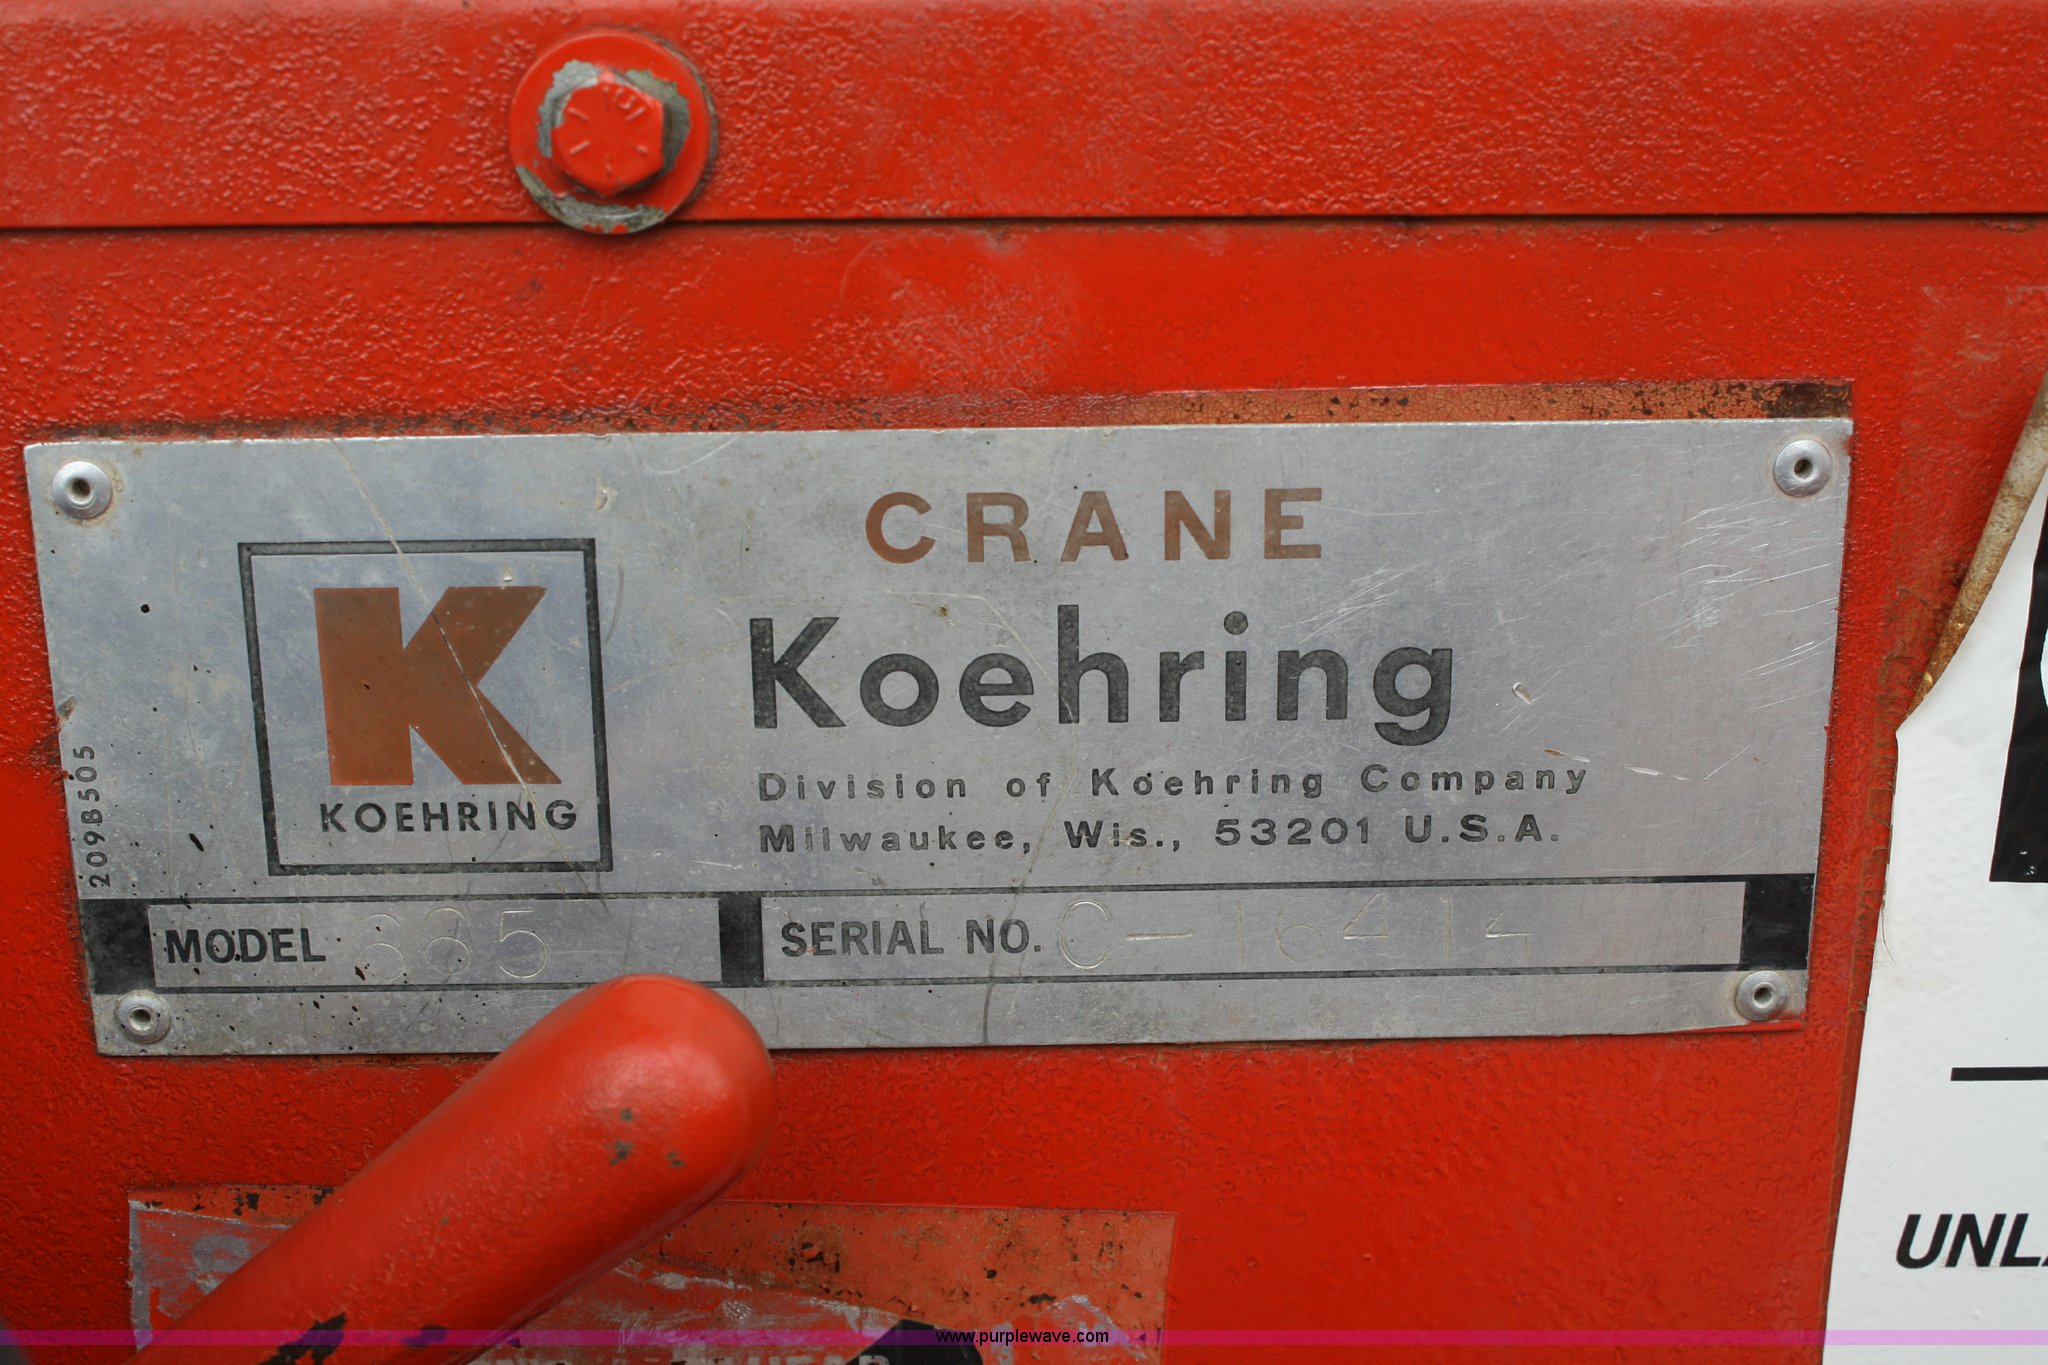 CRANE
Koehring
KOEHRING
Division of Koehring Company
Milwaukee, Wis., 53201 U.S.A.
209B505
MODEL
SERIAL NO. C-16414
UNL
www.purplewave.com